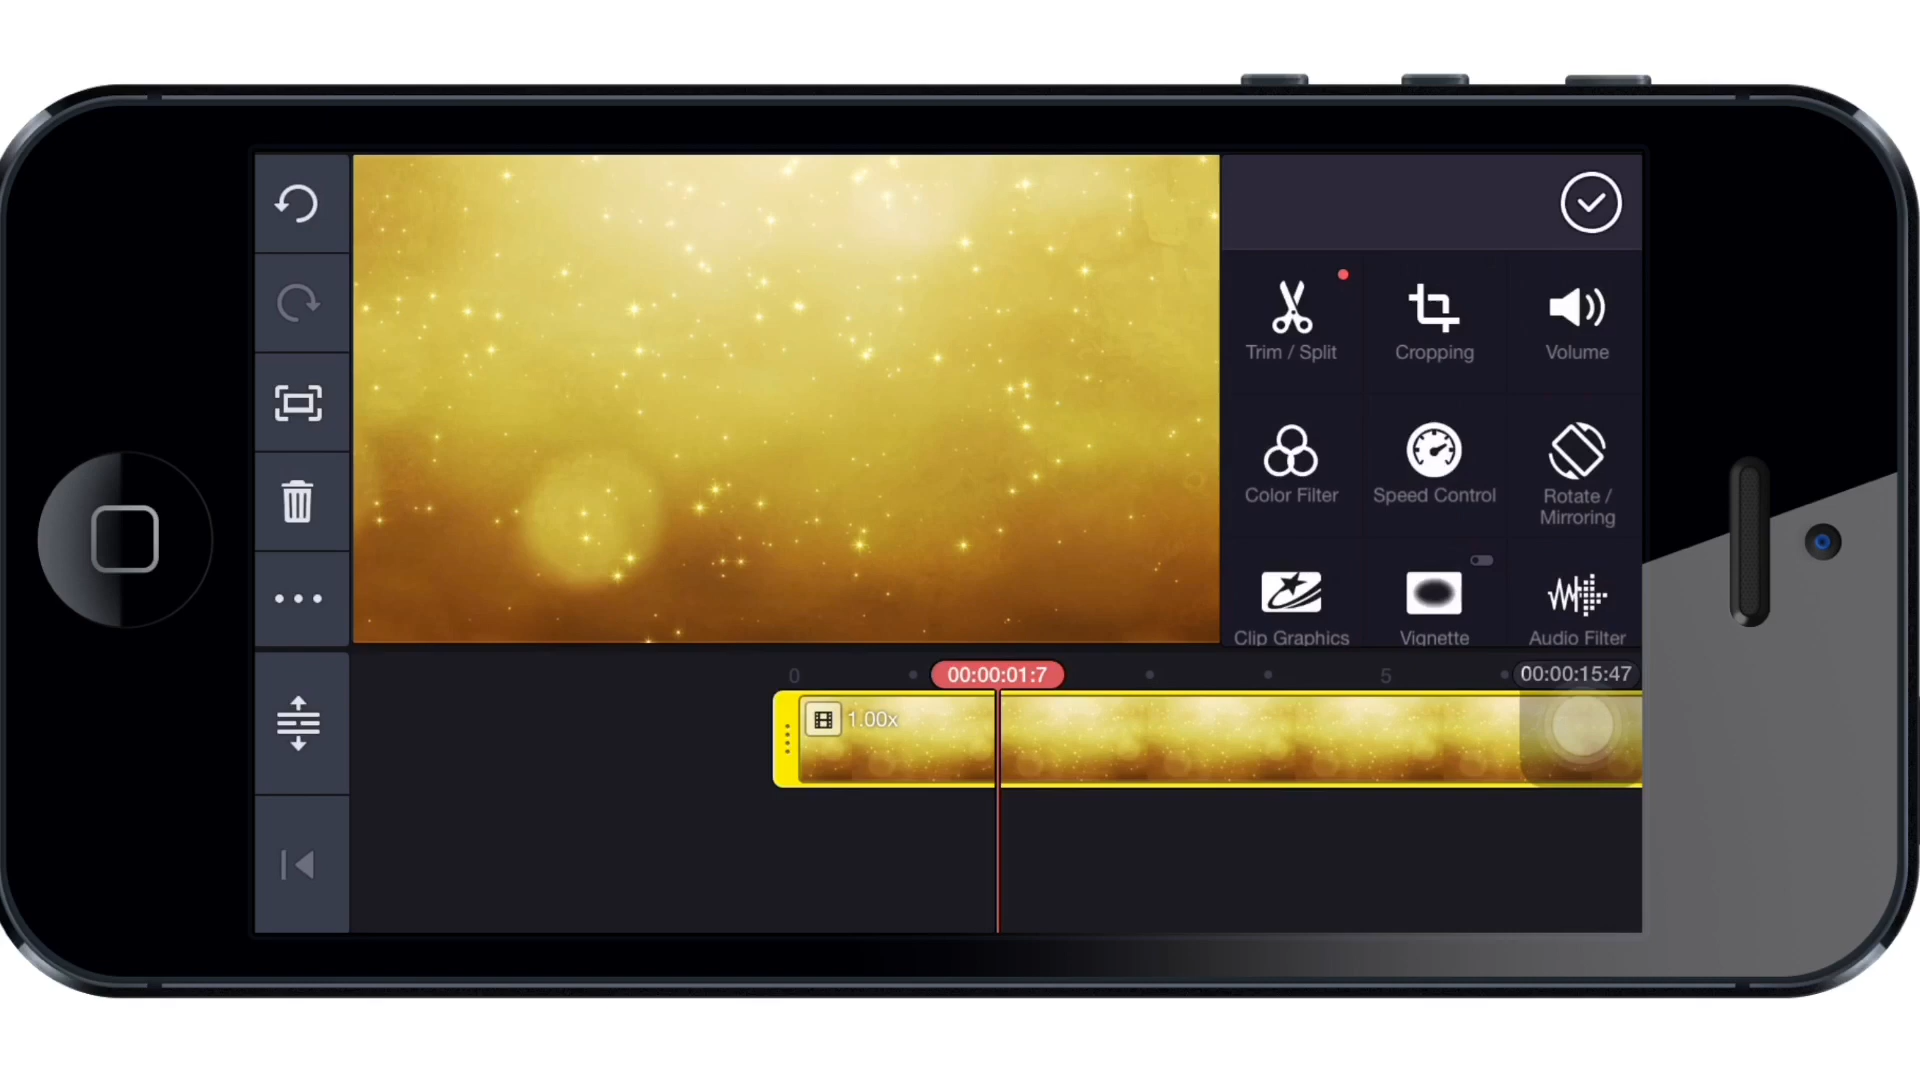 Trim / Split
Cropping
Volume
Color Filter
Speed Control
Rotate /
Mirroring
Clip Graphics
Vignette
Audio Filter
0
00:00:01:7
5
00:00:15:47
1.00x